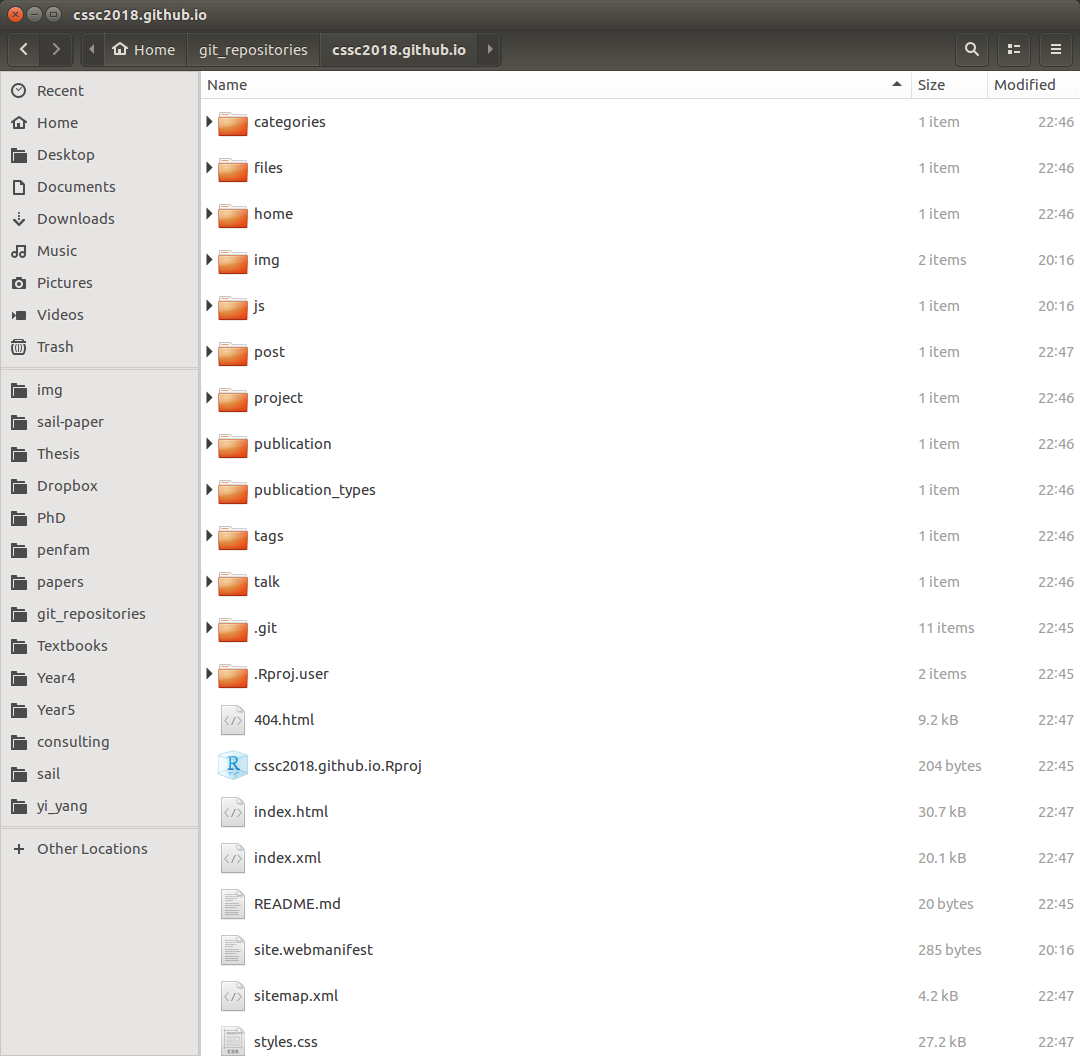 cssc2018.github.io
Home git_repositories cssc2018.github.io
Recent
Home
Desktop
Documents
Downloads
Music
Pictures
Videos
Trash
img
sail-paper
Thesis
Dropbox
PhD
penfam
papers
git_repositories
Textbooks
Year4
Year5
consulting
sail
yi_yang
Other Locations
Name Size Modified
categories 1 item 22:46
files 1 item 22:46
home 1 item 22:46
img 2 items 20:16
js 1 item 20:16
post 1 item 22:47
project 1 item 22:46
publication 1 item 22:46
publication_types 1 item 22:46
tags 1 item 22:46
talk 1 item 22:46
.git 11 items 22:45
.Rproj.user 2 items 22:45
404.html 9.2 kB 22:47
R cssc2018.github.io.Rproj 204 bytes 22:45
index.html 30.7 kB 22:47
index.xml 20.1 kB 22:47
README.md 20 bytes 22:45
site.webmanifest 285 bytes 20:16
sitemap.xml 4.2 kB 22:47
CSS styles.css 27.2 kB 22:47